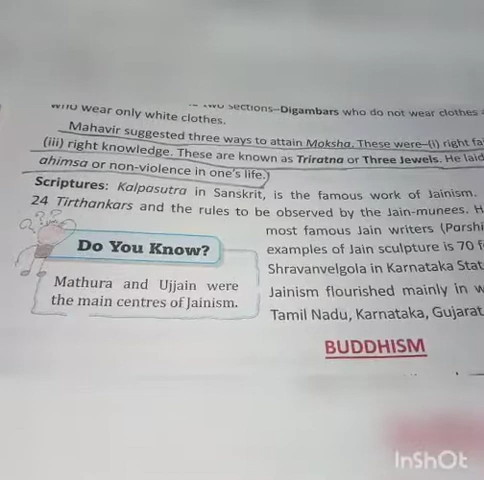 who wear only white clothes. two sections–Digambars who do not wear clothes
Mahavir suggested three ways to attain Moksha. These were–(i) right
(iii) right knowledge. These are known as Triratna or Three Jewels. He
ahimsa or non-violence in one's life.
Scriptures: Kalpasutra in Sanskrit, is the famous work of Jainism.
24 Tirthankars and the rules to be observed by the Jain-munees.
most famous Jain writers
examples of Jain sculpture is 70
Shravanvelgola in Karnataka
Jainism flourished mainly in
Tamil Nadu, Karnataka, Gujarat
Do You Know?
Mathura and Ujjain were
the main centres of Jainism.
BUDDHISM
InShOt